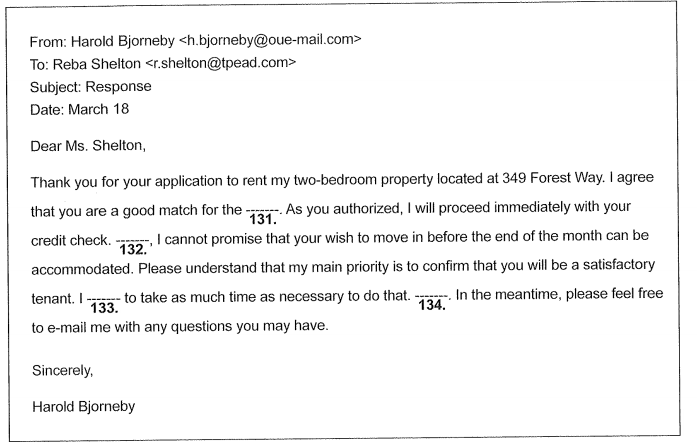 From: Harold Bjorneby <h.bjorneby@oue-mail.com>
To: Reba Shelton <r.shelton@tpead.com>
Subject: Response
Date: March 18
Dear Ms. Shelton,
Thank you for your application to rent my two-bedroom property located at 349 Forest Way. I agree
that you are a good match for the -------. As you authorized, I will proceed immediately with your
131.
credit check. -------, I cannot promise that your wish to move in before the end of the month can be
132.
accommodated. Please understand that my main priority is to confirm that you will be a satisfactory
tenant. I ------- to take as much time as necessary to do that. -------. In the meantime, please feel free
133. 134.
to e-mail me with any questions you may have.
Sincerely,
Harold Bjorneby